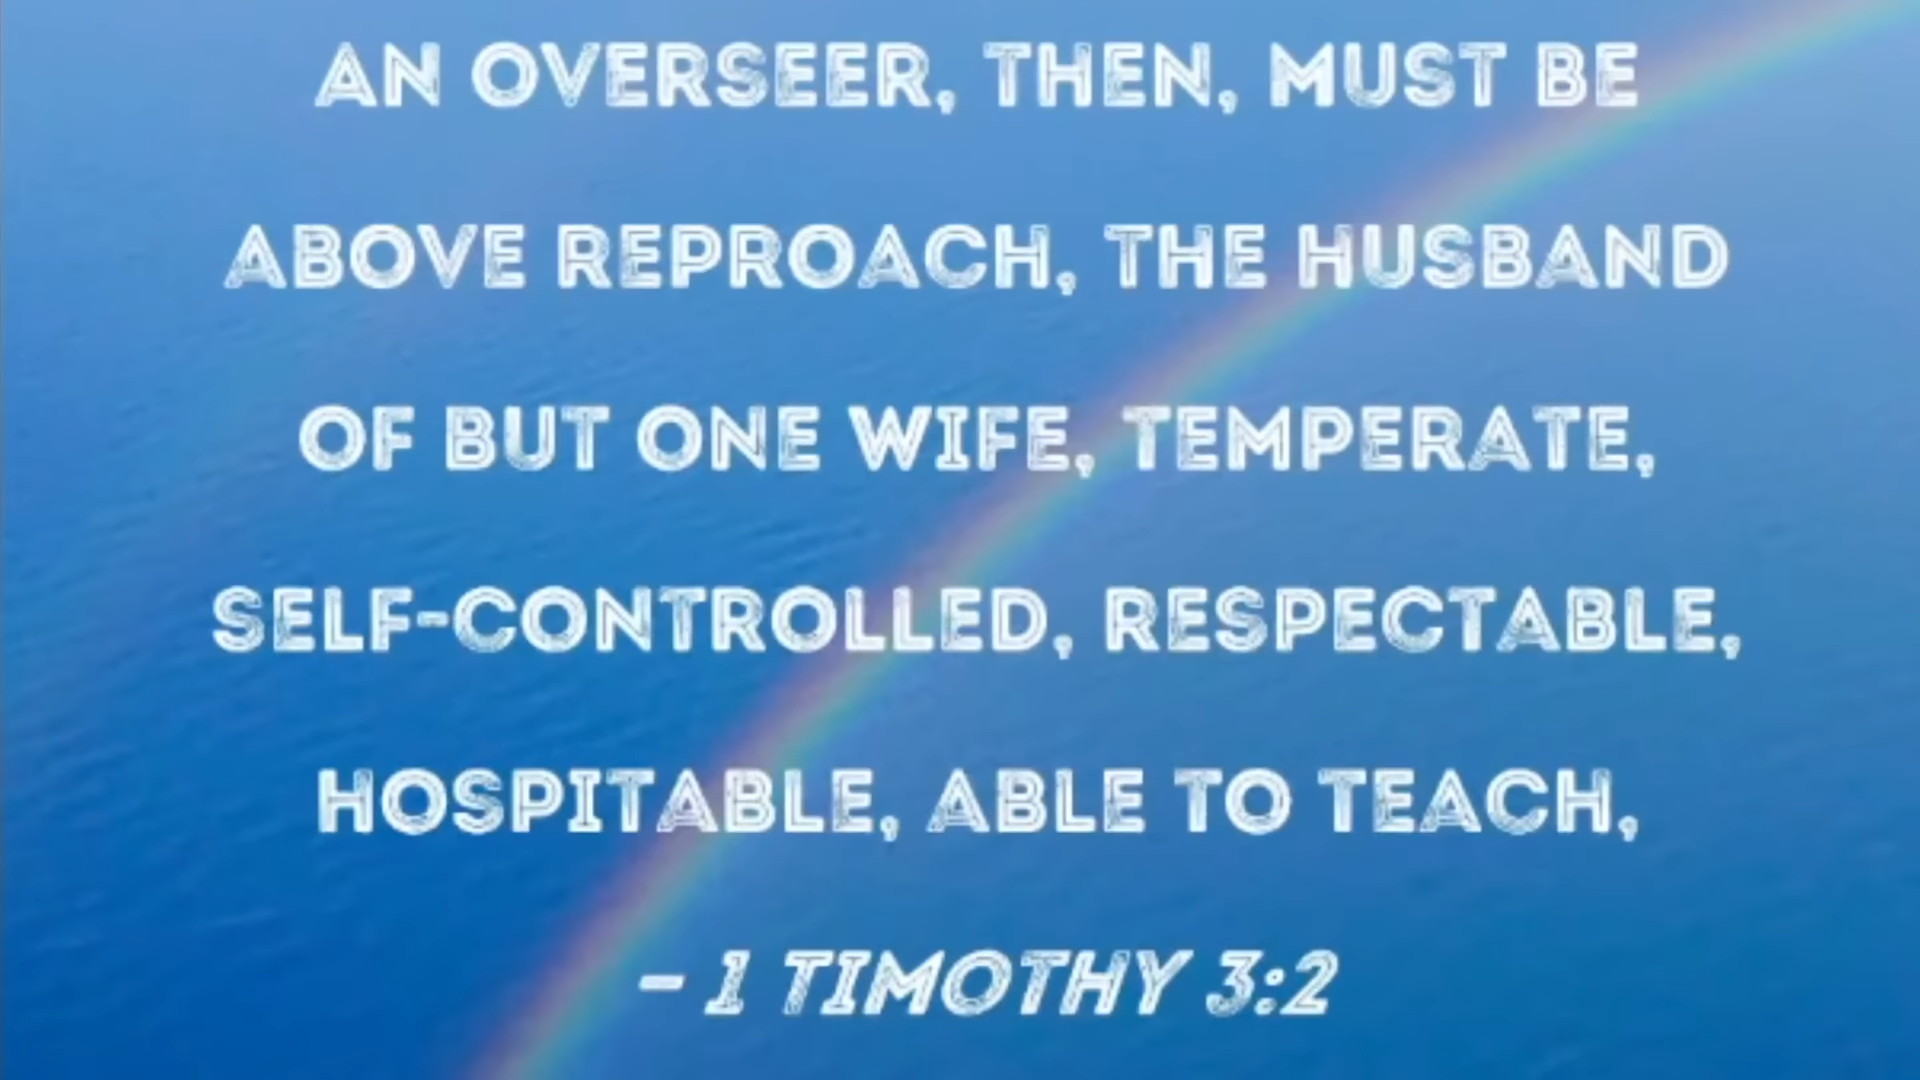 AN OVERSEER, THEN, MUST BE
ABOVE REPROACH, THE HUSBAND
OF BUT ONE WIFE, TEMPERATE,
SELF-CONTROLLED, RESPECTABLE,
HOSPITABLE, ABLE TO TEACH,
– 1 TIMOTHY 3:2